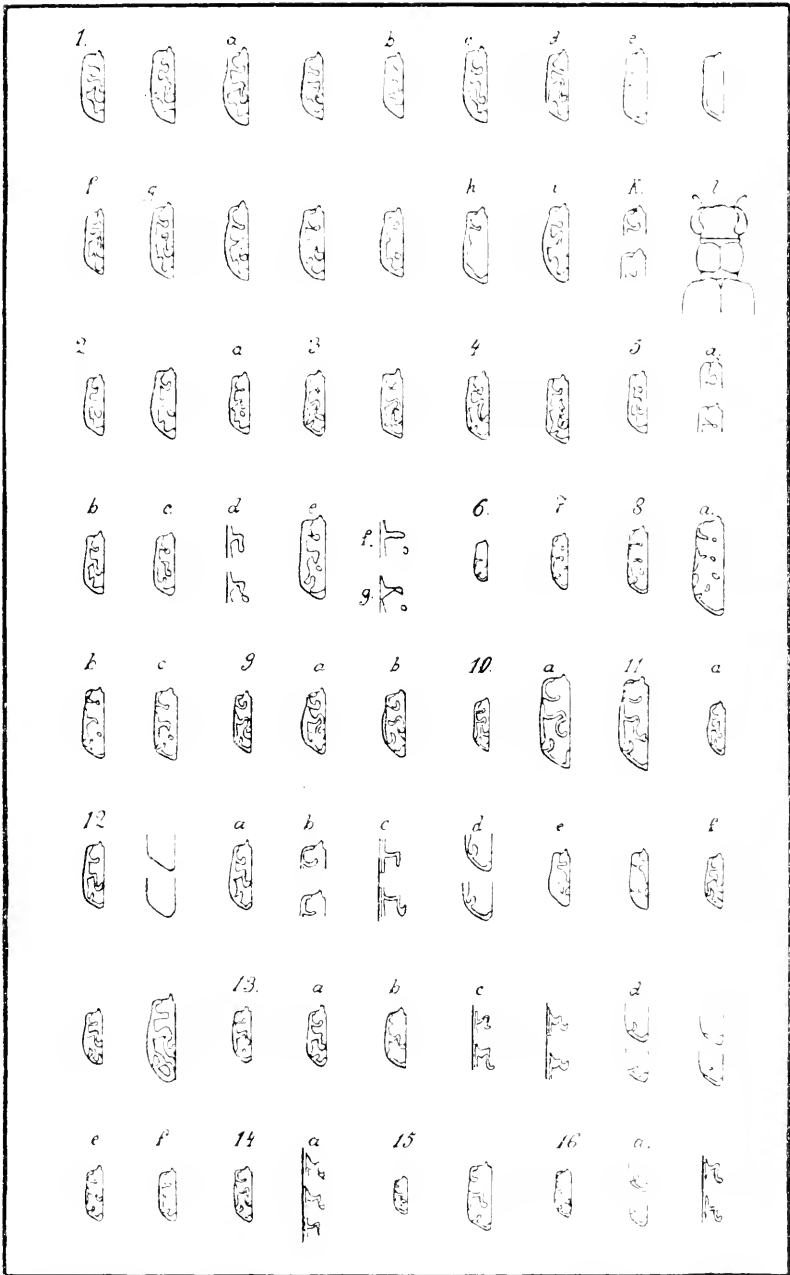 1. a b c d e
f g h i K. l
2 a 3 4 5 a.
b c. d e f. 6. 7 8 a.
g.
b c 9 a b 10. a 11 a
12 a b c d e f
13. a b c d
e f 14 a 15 16 a.